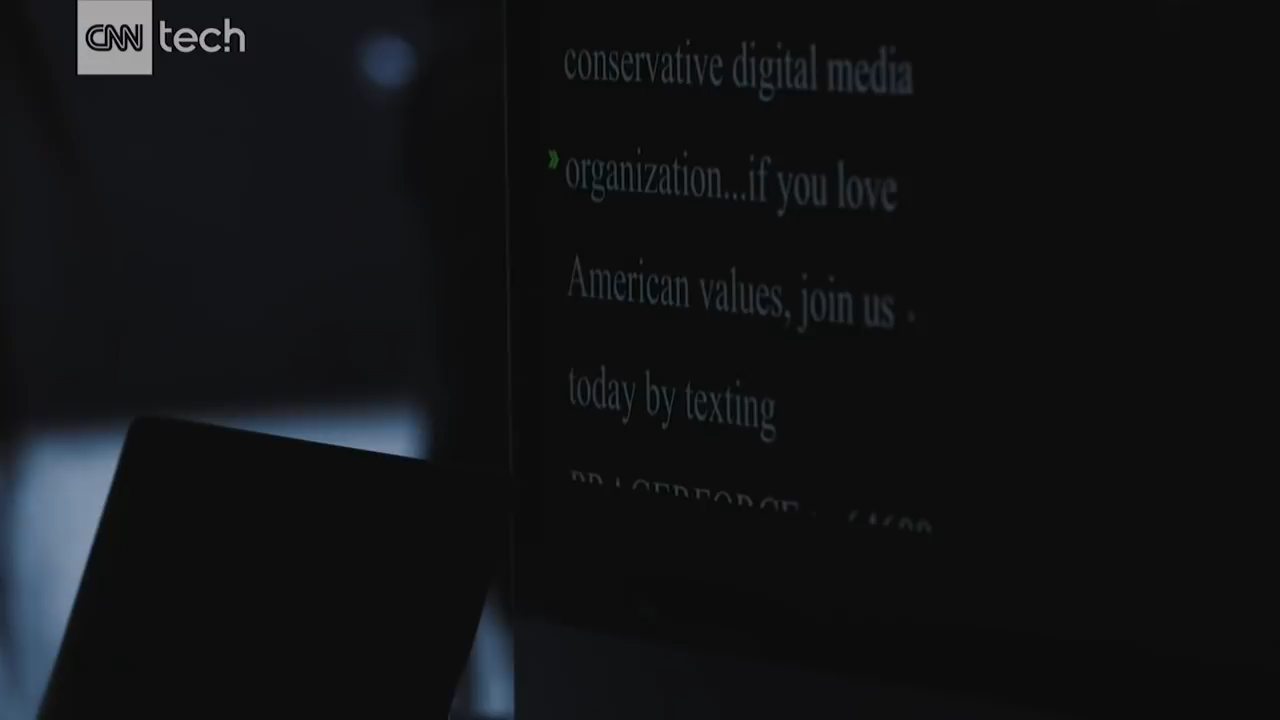 CNN tech
conservative digital media
organization...if you love
American values, join us
today by texting